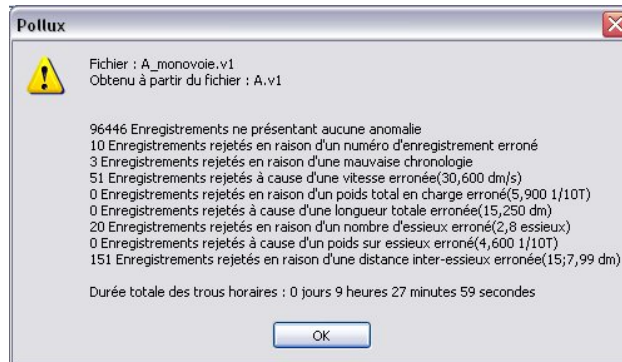 Pollux
Fichier : A_monovoie.v1
Obtenu à partir du fichier : A.v1
96446 Enregistrements ne présentant aucune anomalie
10 Enregistrements rejetés en raison d'un numéro d'enregistrement erroné
3 Enregistrements rejetés en raison d'une mauvaise chronologie
51 Enregistrements rejetés à cause d'une vitesse erronée(30,600 dm/s)
0 Enregistrements rejetés en raison d'un poids total en charge erroné(5,900 1/10T)
0 Enregistrements rejetés à cause d'une longueur totale erronée(15,250 dm)
20 Enregistrements rejetés en raison d'un nombre d'essieux erroné(2,8 essieux)
0 Enregistrements rejetés à cause d'un poids sur essieux erroné(4,600 1/10T)
151 Enregistrements rejetés en raison d'une distance inter-essieux erronée(15;7,99 dm)
Durée totale des trous horaires : 0 jours 9 heures 27 minutes 59 secondes
OK